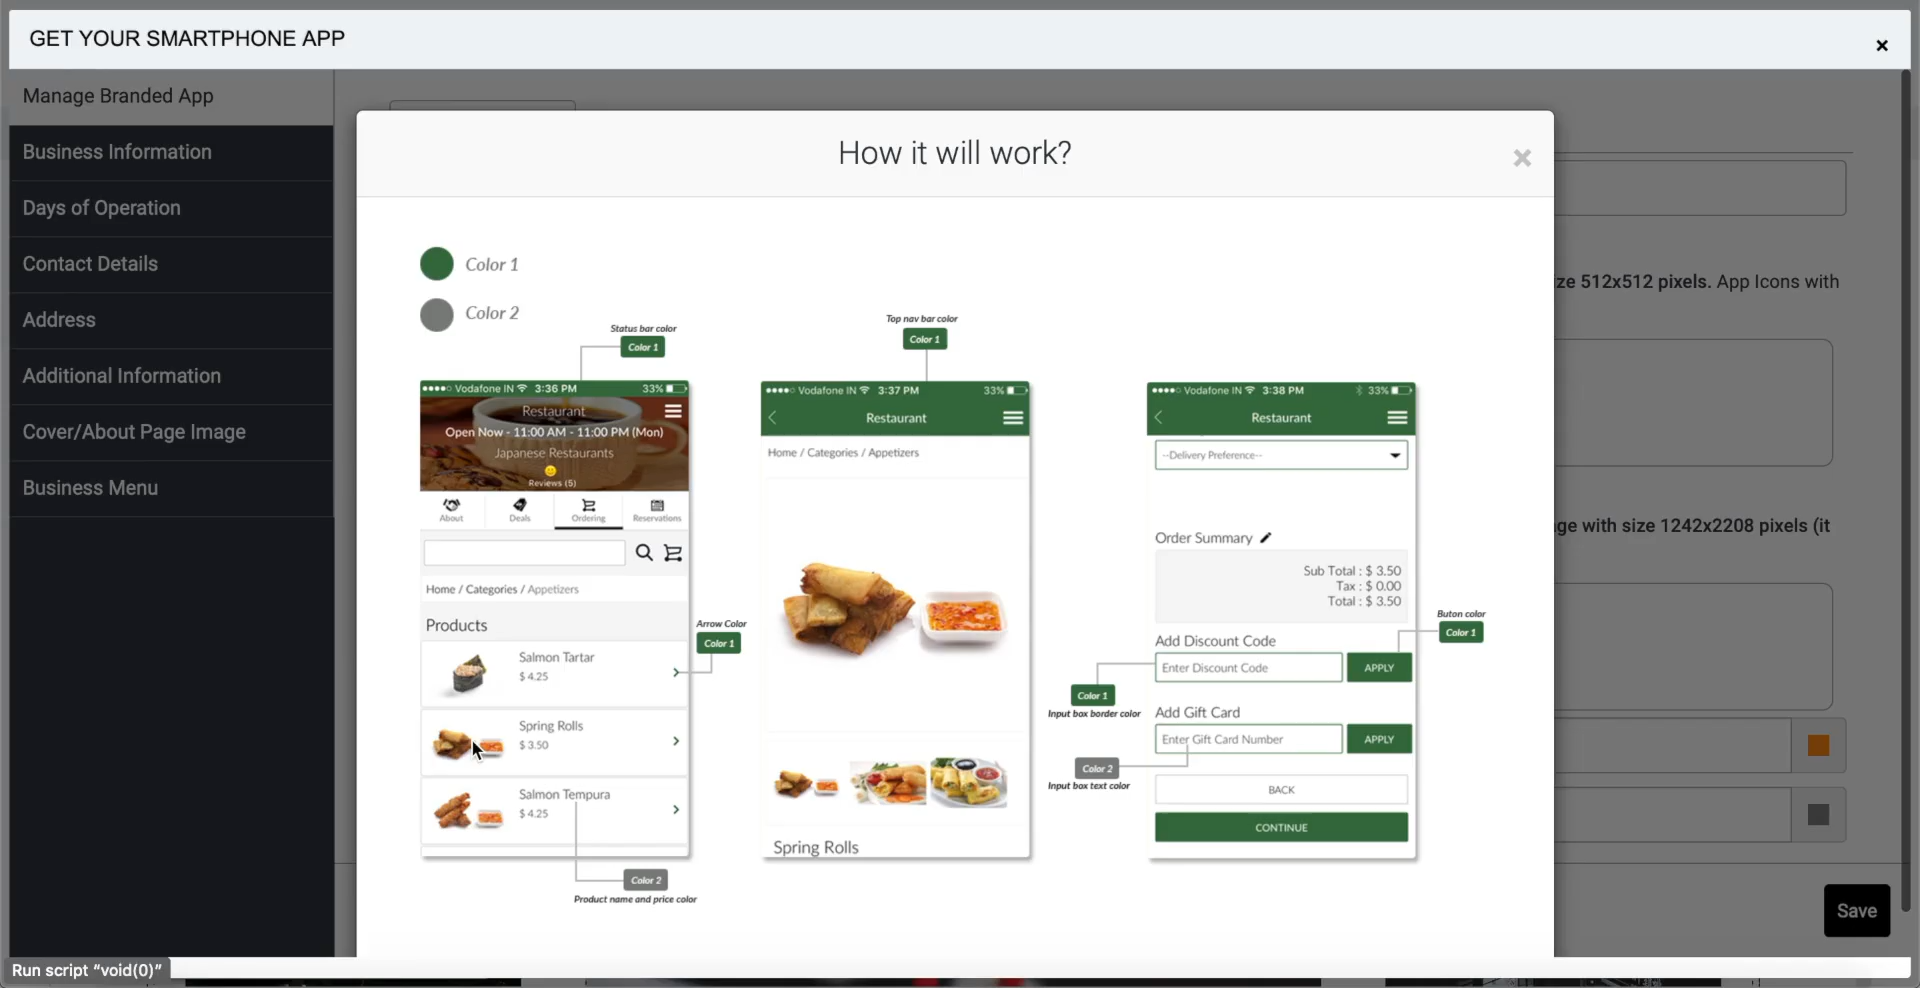 GET YOUR SMARTPHONE APP
×
Manage Branded App
Business Information
Days of Operation
Contact Details
Address
Additional Information
Cover/About Page Image
Business Menu
How it will work?
×
ze 512x512 pixels. App Icons with
ge with size 1242x2208 pixels (it
Save
Color 1
Color 2
Status bar color
Color 1
Vodafone IN 3:36 PM 33%
Restaurant
Open Now - 11:00 AM - 11:00 PM (Mon)
Japanese Restaurants
Reviews (5)
About Deals Ordering Reservations
Home / Categories / Appetizers
Products
Salmon Tartar
$ 4.25
Spring Rolls
$ 3.50
Salmon Tempura
$ 4.25
Arrow Color
Color 1
Color 2
Product name and price color
Top nav bar color
Color 1
Vodafone IN 3:37 PM 33%
Restaurant
Home / Categories / Appetizers
Spring Rolls
Vodafone IN 3:38 PM 33%
Restaurant
--Delivery Preference--
Order Summary
Sub Total : $ 3.50
Tax : $ 0.00
Total : $ 3.50
Buton color
Color 1
Add Discount Code
Enter Discount Code APPLY
Color 1
Input box border color
Add Gift Card
Enter Gift Card Number APPLY
Color 2
Input box text color
BACK
CONTINUE
Run script “void(0)”